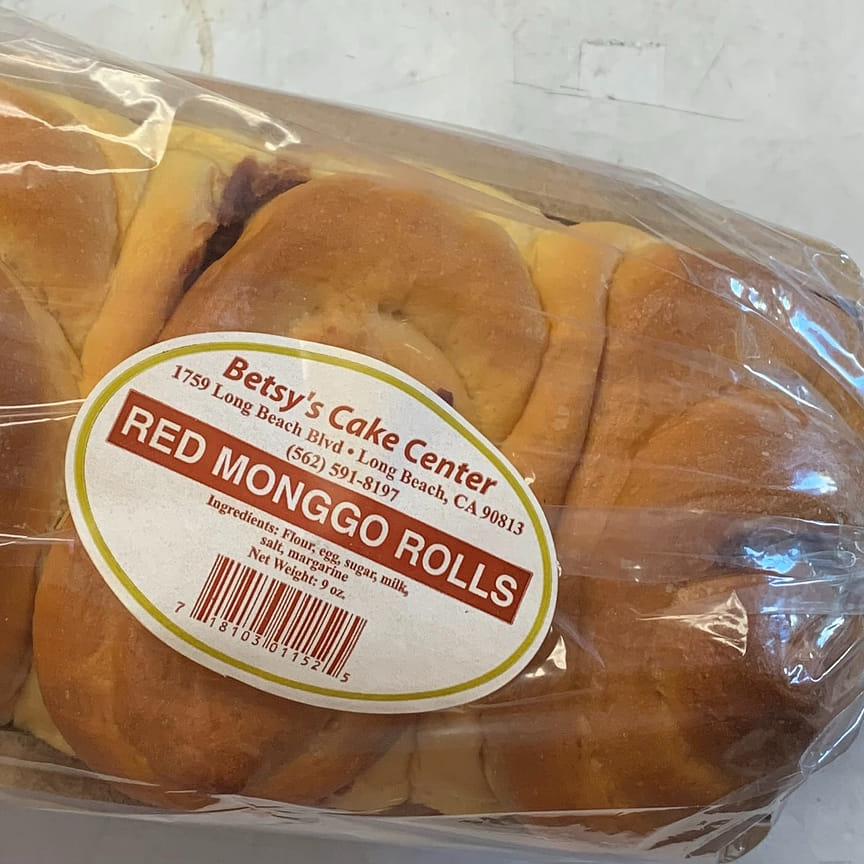 Betsy's Cake Center
1759 Long Beach Blvd • Long Beach, CA 90813
(562) 591-8197
RED MONGGO ROLLS
Ingredients: Flour, egg, sugar, milk,
salt, margarine
Net Weight: 9 oz.
7 18103 01152 5